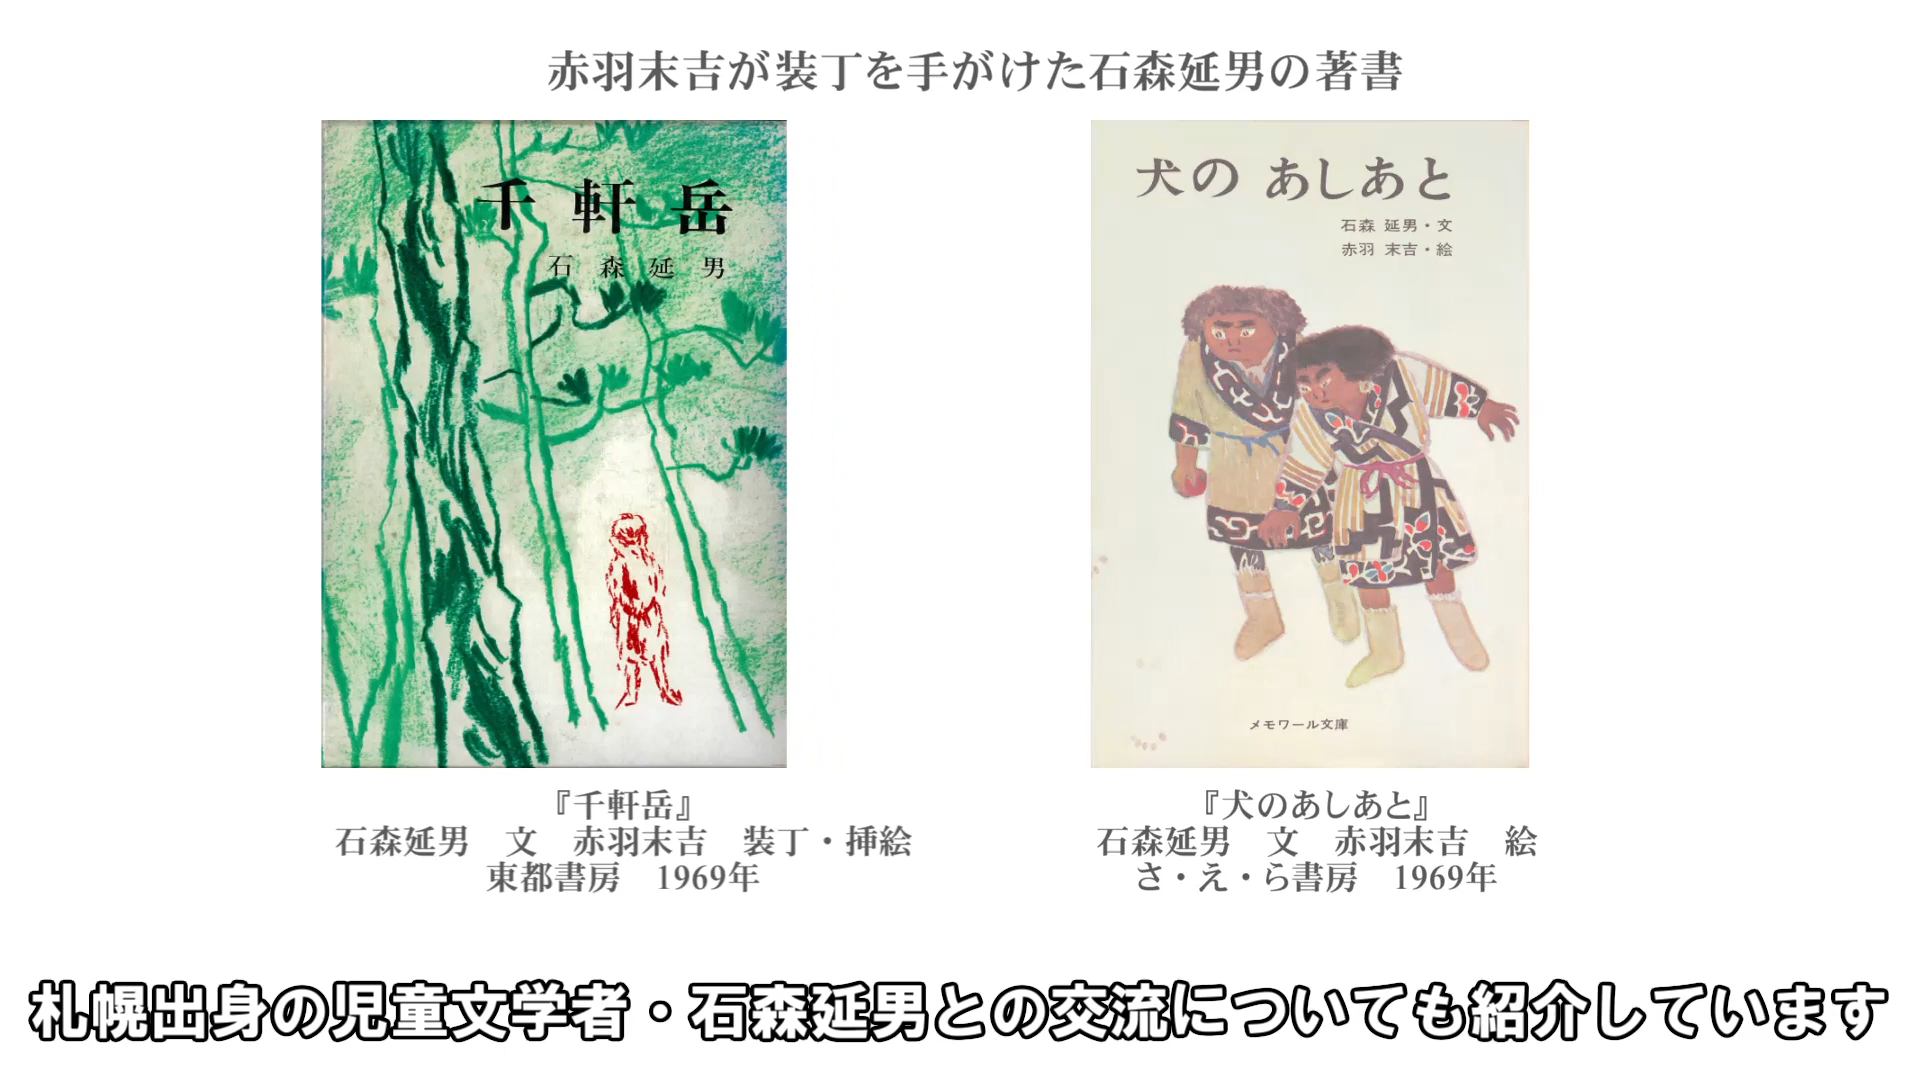 赤羽末吉が装丁を手がけた石森延男の著書
千軒岳
石森延男
犬の あしあと
石森 延男・文
赤羽 末吉・絵
メモワール文庫
『千軒岳』
石森延男　文　赤羽末吉　装丁・挿絵
東都書房　1969年
『犬のあしあと』
石森延男　文　赤羽末吉　絵
さ・え・ら書房　1969年
札幌出身の児童文学者・石森延男との交流についても紹介しています